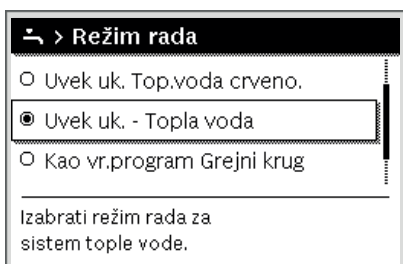 > Režim rada
Uvek uk. Top.voda crveno.
Uvek uk. - Topla voda
Kao vr.program Grejni krug
Izabrati režim rada za
sistem tople vode.